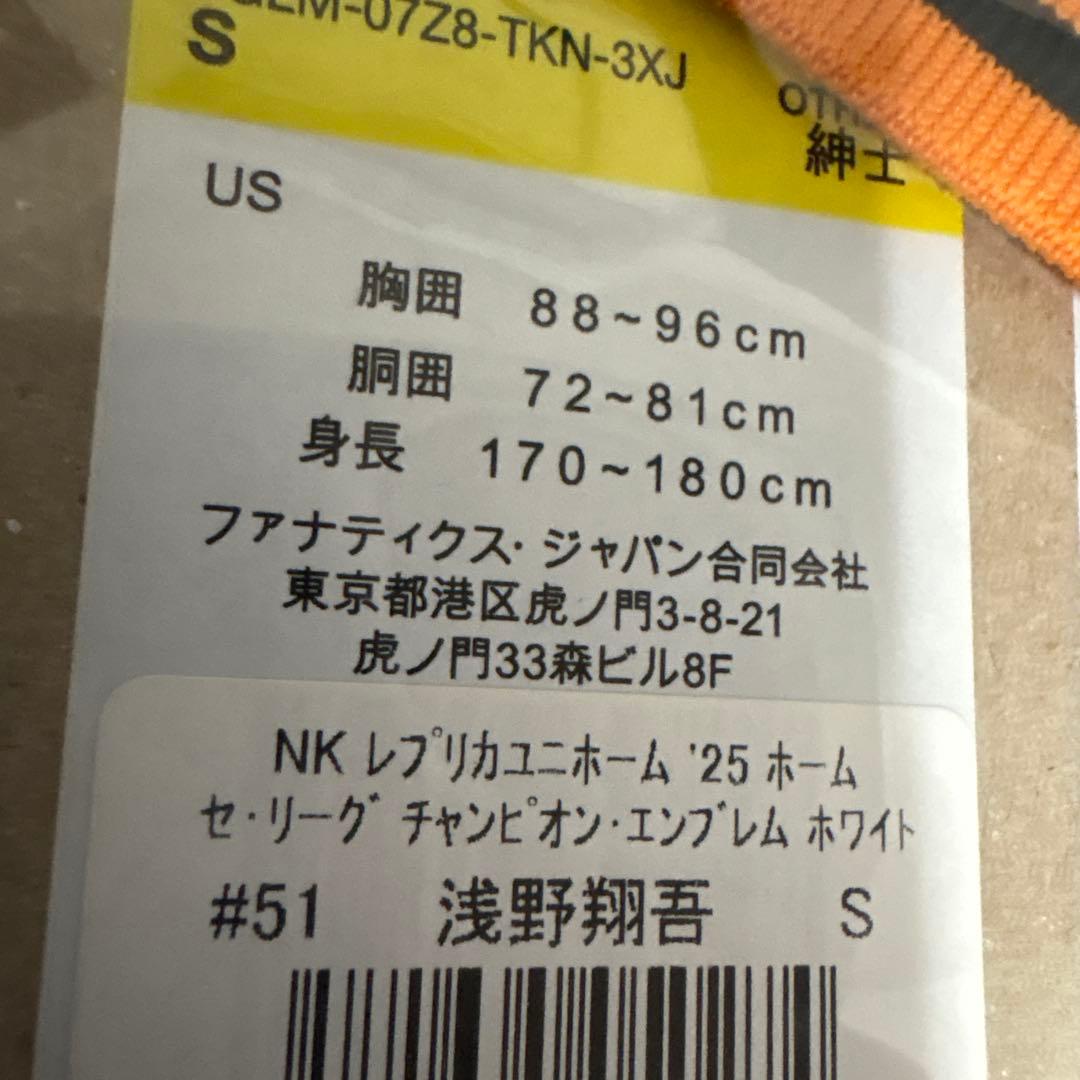 S
-07Z8-TKN-3XJ
紳士
US
胸囲 88~96cm
胴囲 72~81cm
身長 170~180cm
ファナティクス・ジャパン合同会社
東京都港区虎ノ門3-8-21
虎ノ門33森ビル8F
NK レプリカユニホーム '25 ホーム
セ・リーグ チャンピオン・エンブレム ホワイト
#51 浅野翔吾 S